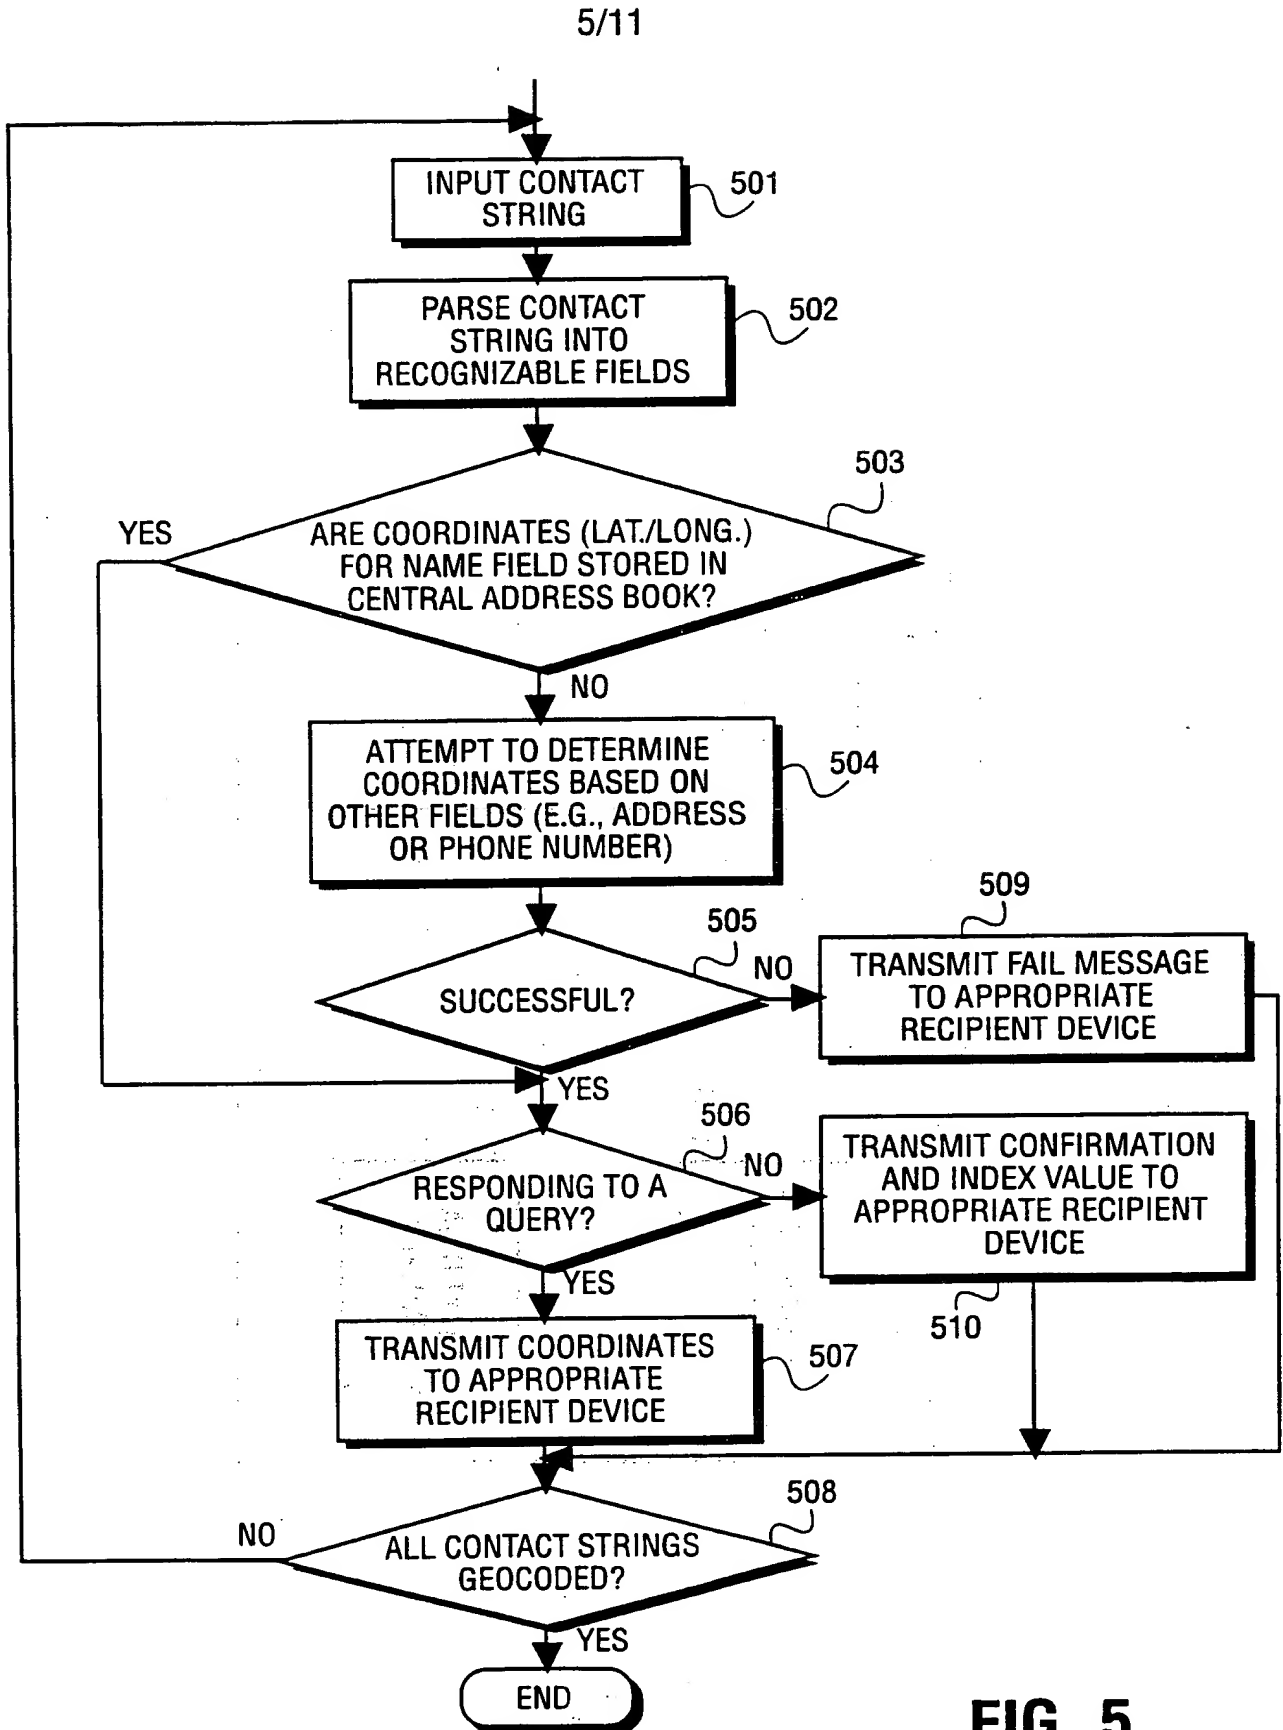 5/11
INPUT CONTACT
STRING
501
PARSE CONTACT
STRING INTO
RECOGNIZABLE FIELDS
502
503
YES
ARE COORDINATES (LAT./LONG.)
FOR NAME FIELD STORED IN
CENTRAL ADDRESS BOOK?
NO
ATTEMPT TO DETERMINE
COORDINATES BASED ON
OTHER FIELDS (E.G., ADDRESS
OR PHONE NUMBER)
504
505
SUCCESSFUL?
NO
509
TRANSMIT FAIL MESSAGE
TO APPROPRIATE
RECIPIENT DEVICE
YES
506
RESPONDING TO A
QUERY?
NO
TRANSMIT CONFIRMATION
AND INDEX VALUE TO
APPROPRIATE RECIPIENT
DEVICE
510
YES
TRANSMIT COORDINATES
TO APPROPRIATE
RECIPIENT DEVICE
507
508
NO
ALL CONTACT STRINGS
GEOCODED?
YES
END
FIG. 5